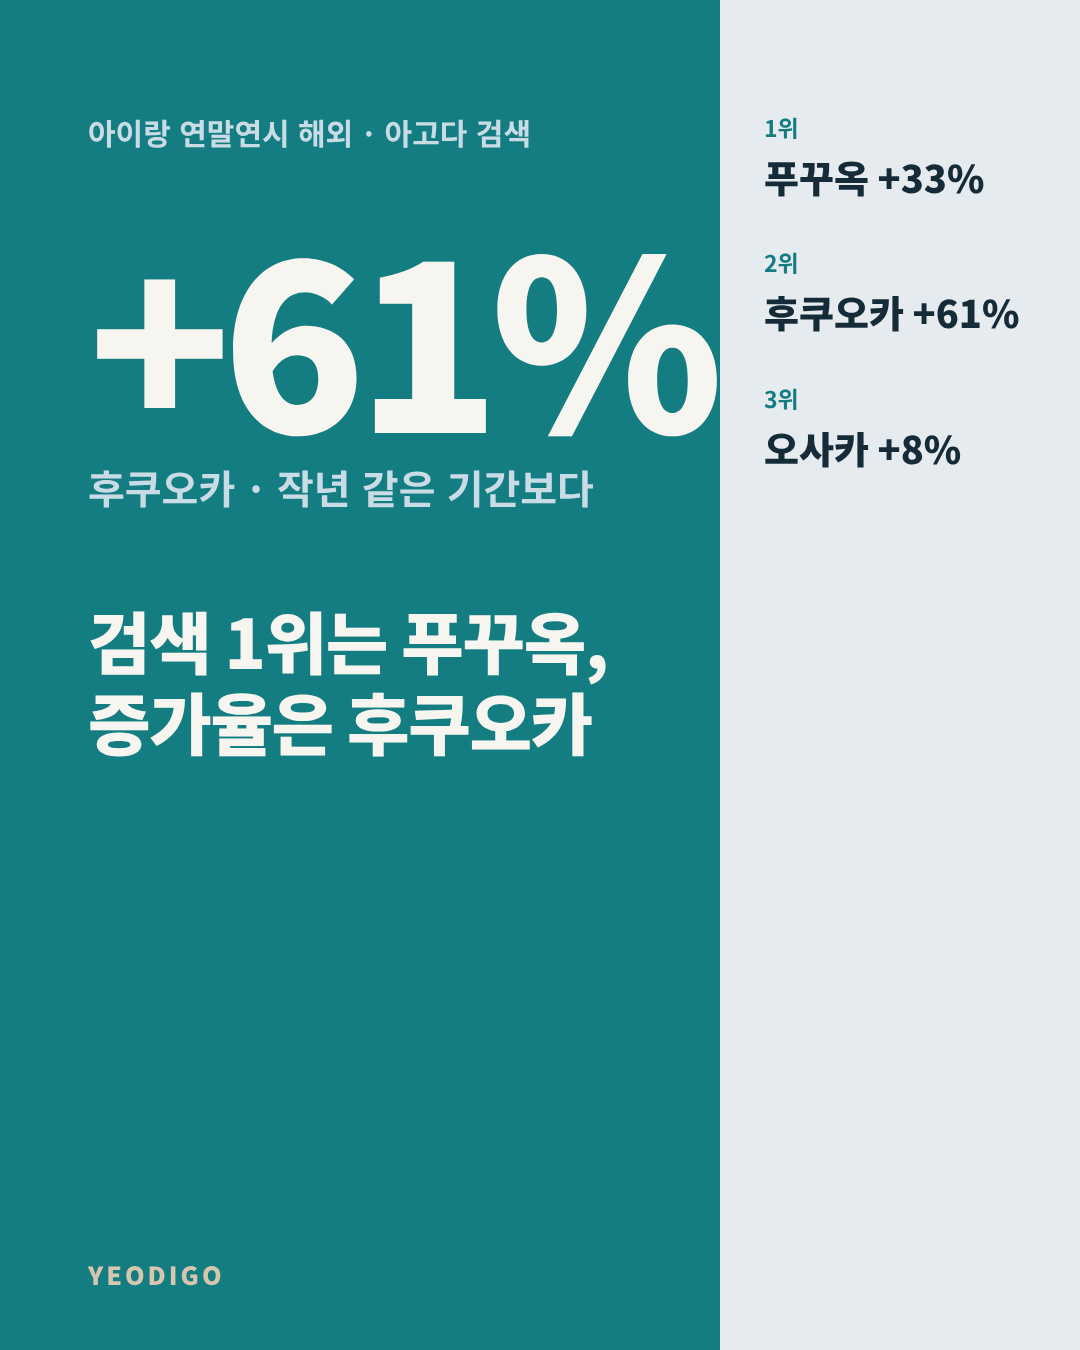 아이랑 연말연시 해외 · 아고다 검색
+61%
후쿠오카 · 작년 같은 기간보다
검색 1위는 푸꾸옥,
증가율은 후쿠오카
YEODIGO
1위
푸꾸옥 +33%
2위
후쿠오카 +61%
3위
오사카 +8%